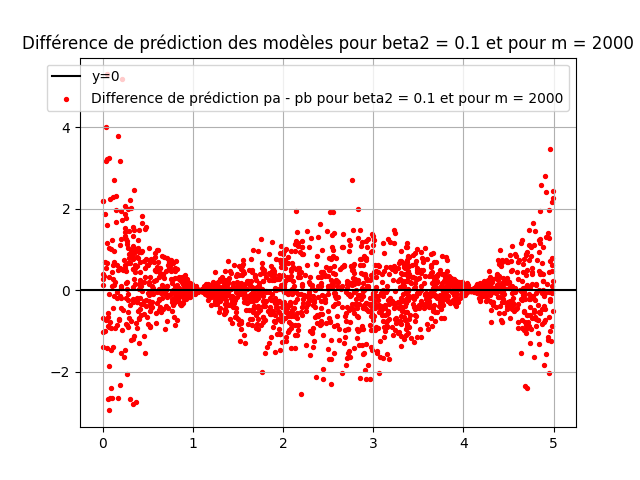 Différence de prédiction des modèles pour beta2 = 0.1 et pour m = 2000
y=0
Difference de prédiction pa - pb pour beta2 = 0.1 et pour m = 2000
4
2
0
−2
0 1 2 3 4 5